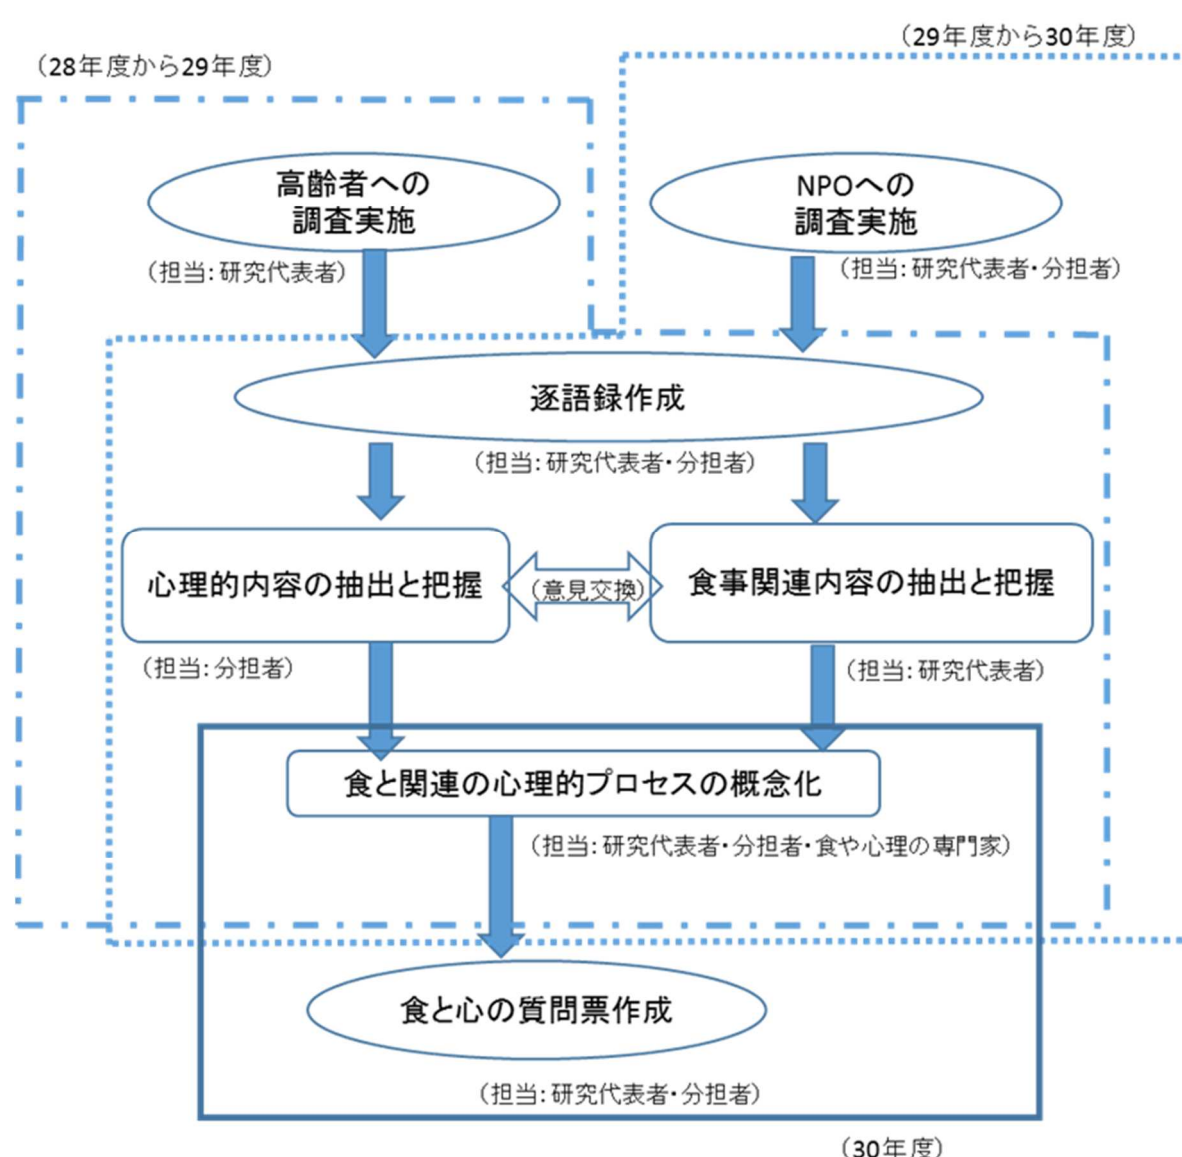 （28年度から29年度）
（29年度から30年度）
高齢者への
調査実施
NPOへの
調査実施
（担当：研究代表者）
（担当：研究代表者・分担者）
逐語録作成
（担当：研究代表者・分担者）
心理的内容の抽出と把握
（意見交換）
食事関連内容の抽出と把握
（担当：分担者）
（担当：研究代表者）
食と関連の心理的プロセスの概念化
（担当：研究代表者・分担者・食や心理の専門家）
食と心の質問票作成
（担当：研究代表者・分担者）
（30年度）